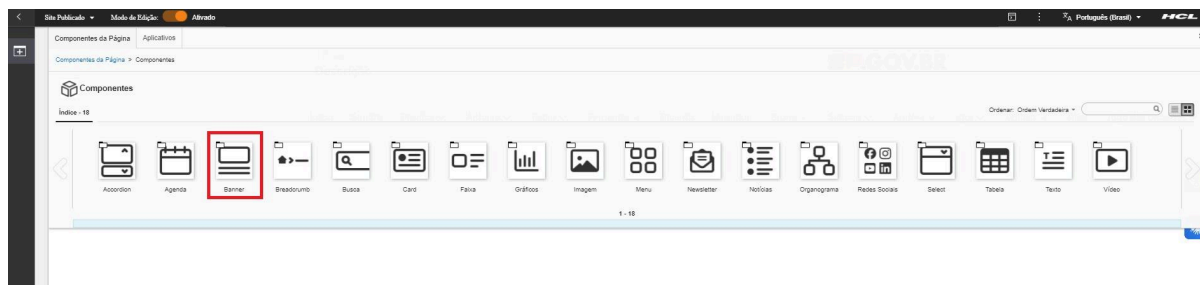 Site Publicado Modo de Edição: Ativado Português (Brasil) HCL
Componentes da Página Aplicativos
Componentes da Página > Componentes
Componentes
Índice - 18 Ordenar: Ordem Verdadeira
Accordion Agenda Banner Breadcrumb Busca Card Faixa Gráficos Imagem Menu Newsletter Notícias Organograma Redes Sociais Select Tabela Texto Vídeo
1 - 18